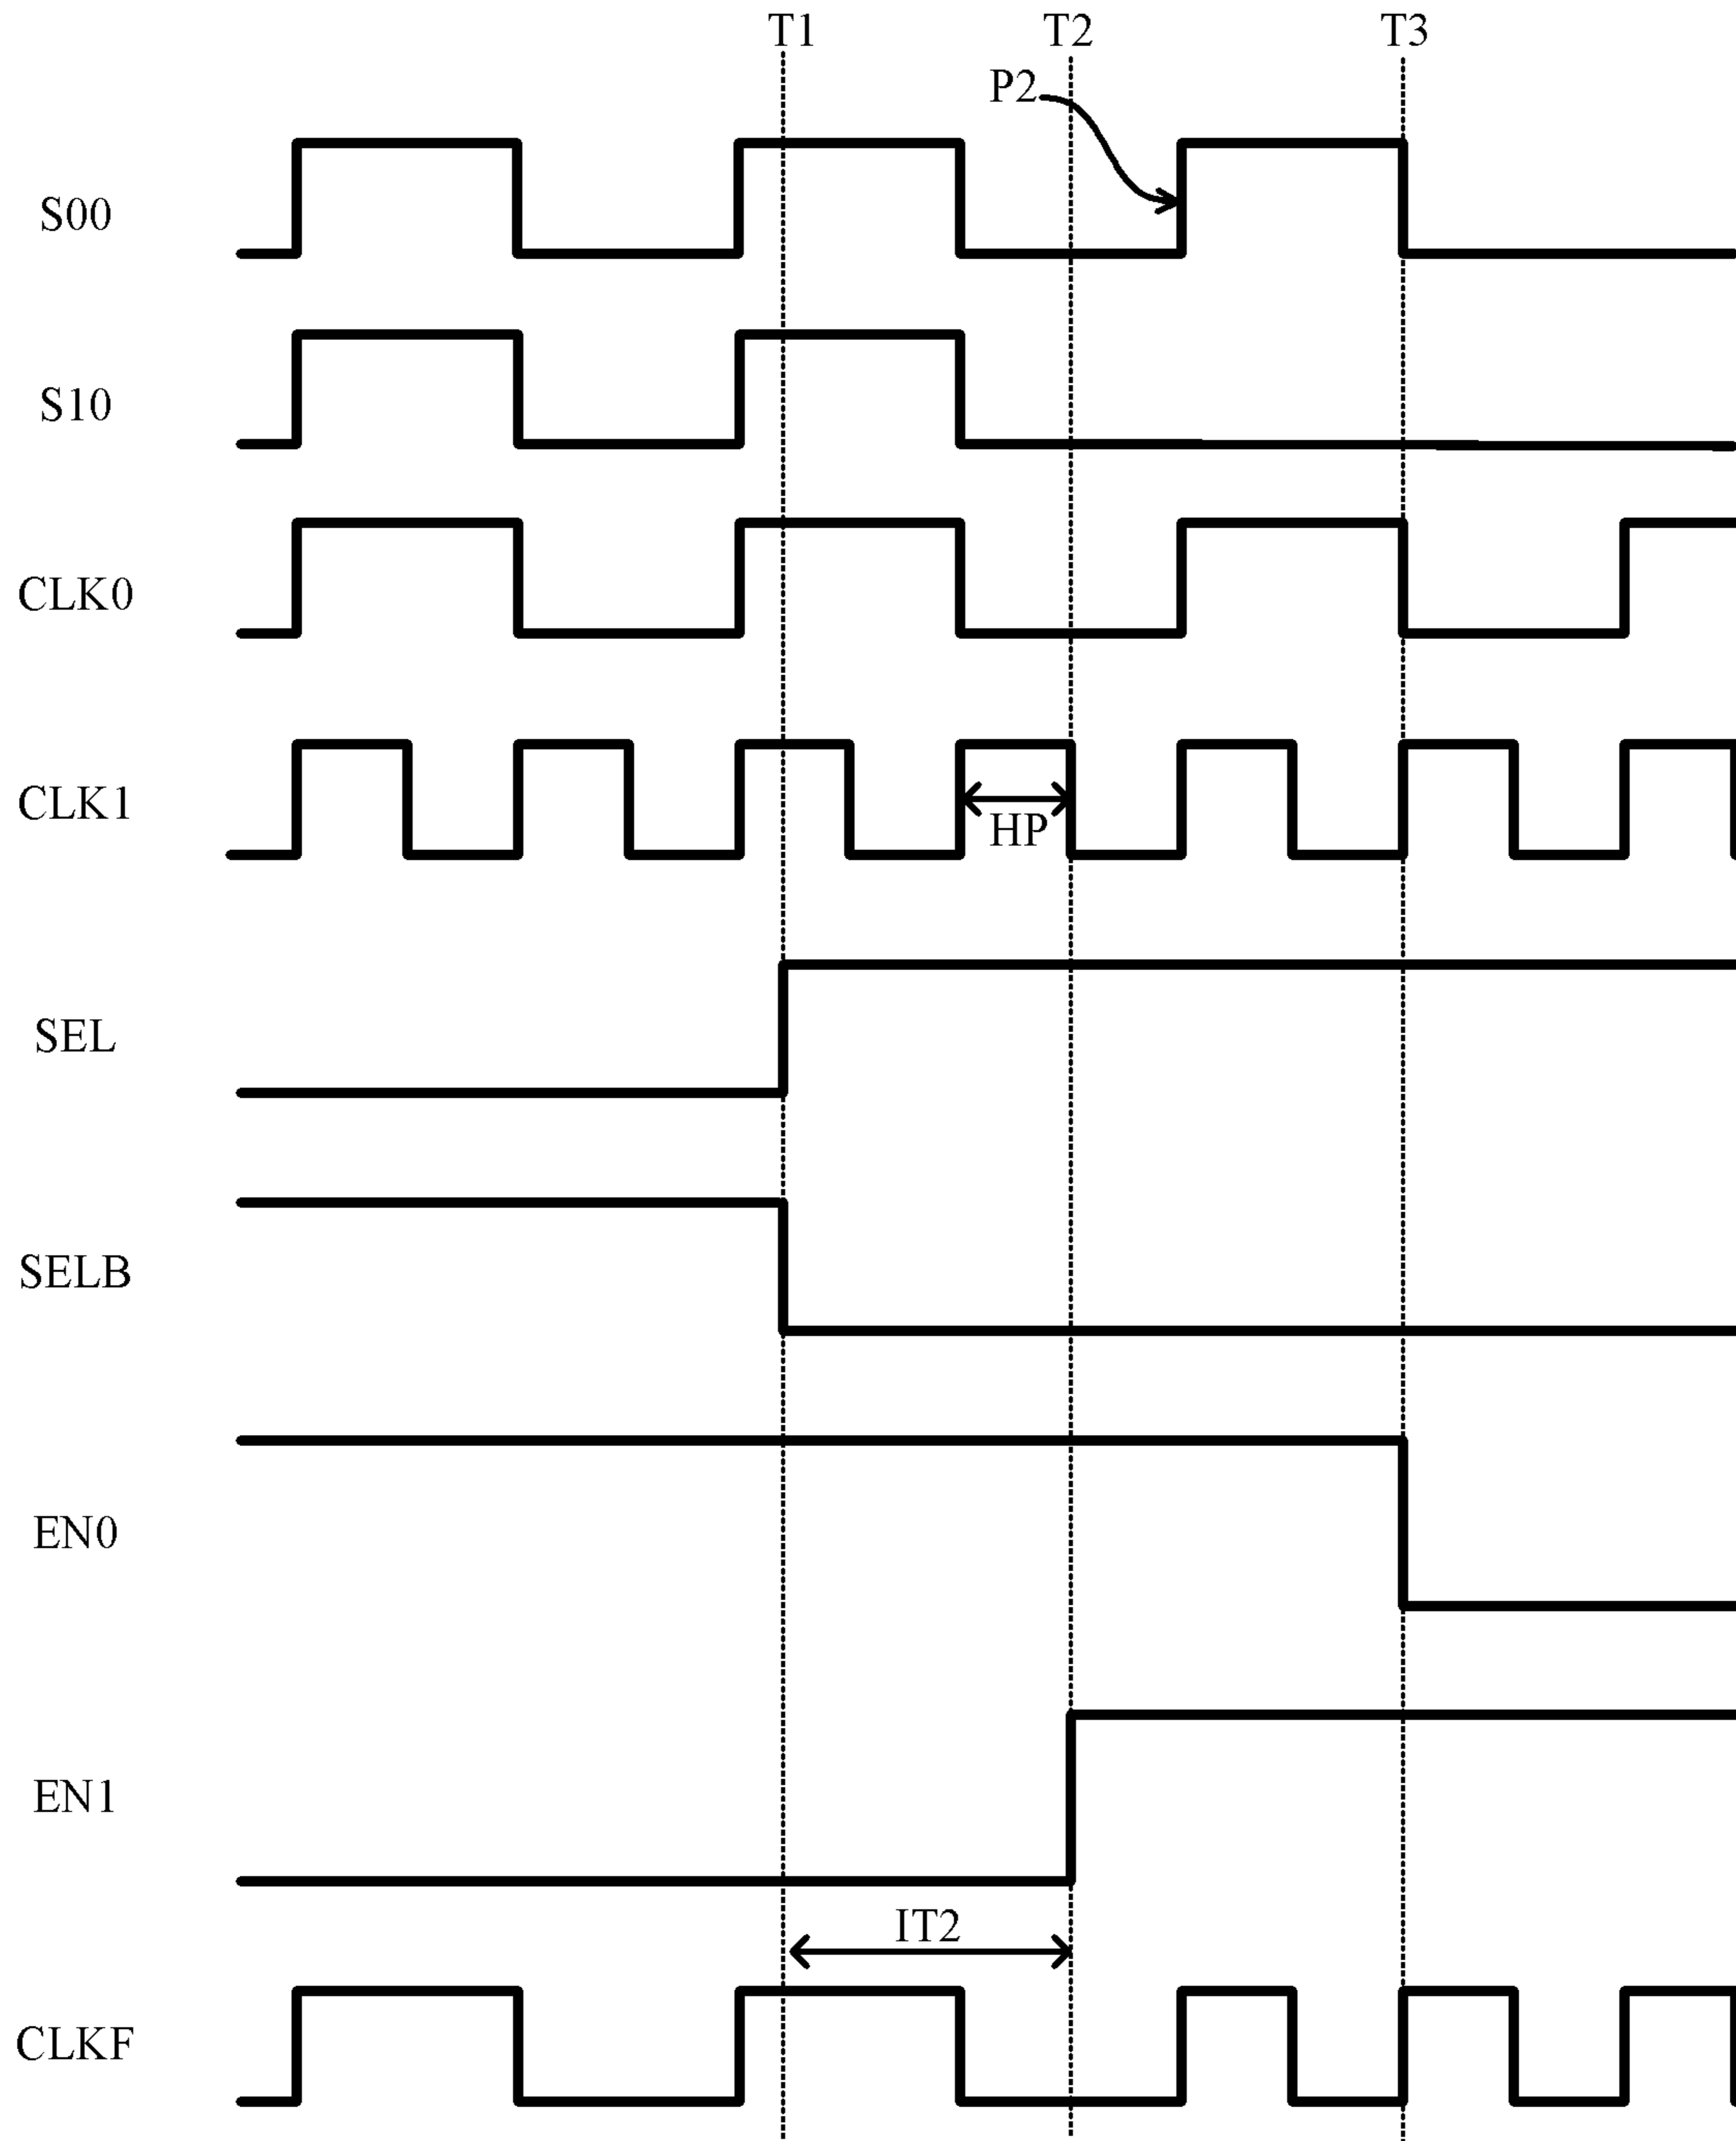 T1
T2
T3
P2
S00
S10
CLK0
CLK1
HP
SEL
SELB
EN0
EN1
IT2
CLKF